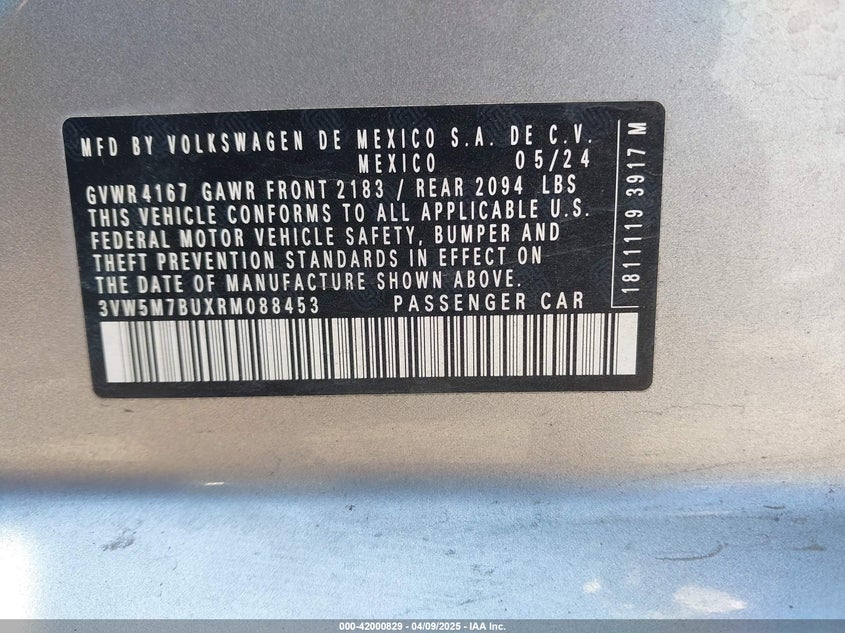 MFD BY VOLKSWAGEN DE MEXICO S.A. DE C.V.
MEXICO 05/24
GVWR 4167 GAWR FRONT 2183 / REAR 2094 LBS
THIS VEHICLE CONFORMS TO ALL APPLICABLE U.S.
FEDERAL MOTOR VEHICLE SAFETY, BUMPER AND
THEFT PREVENTION STANDARDS IN EFFECT ON
THE DATE OF MANUFACTURE SHOWN ABOVE.
3VW5M7BUXRM088453 PASSENGER CAR
18111119 3917 M
000-42000829 - 04/09/2025 - IAA Inc.